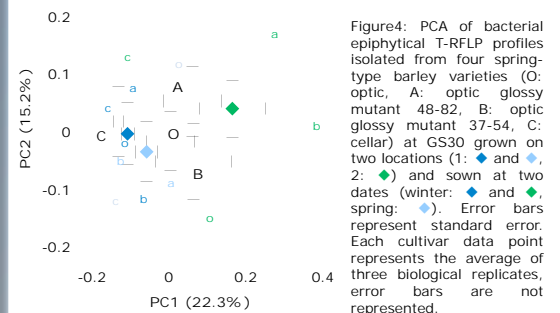 0.2
a
c
o
0.1
a
A
c
b
PC2 (15.2%)
0
C
O
o
b
B
-0.1
a
c
b
o
-0.2
-0.2
0
0.2
0.4
PC1 (22.3%)
Figure4: PCA of bacterial
epiphytical T-RFLP profiles
isolated from four spring-
type barley varieties (O:
optic, A: optic glossy
mutant 48-82, B: optic
glossy mutant 37-54, C:
cellar) at GS30 grown on
two locations (1: ◆ and ◆,
2: ◆) and sown at two
dates (winter: ◆ and ◆,
spring: ◆). Error bars
represent standard error.
Each cultivar data point
represents the average of
three biological replicates,
error bars are not
represented.